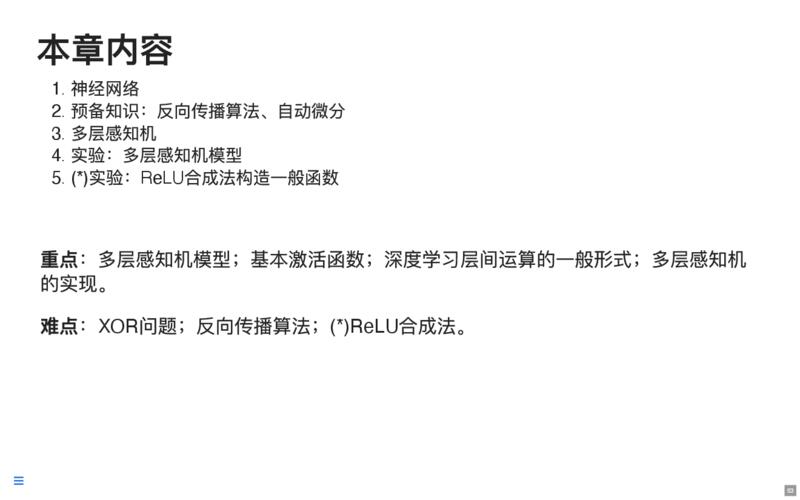 本章内容
1. 神经网络
2. 预备知识：反向传播算法、自动微分
3. 多层感知机
4. 实验：多层感知机模型
5. (*)实验：ReLU合成法构造一般函数
重点：多层感知机模型；基本激活函数；深度学习层间运算的一般形式；多层感知机
的实现。
难点：XOR问题；反向传播算法；(*)ReLU合成法。